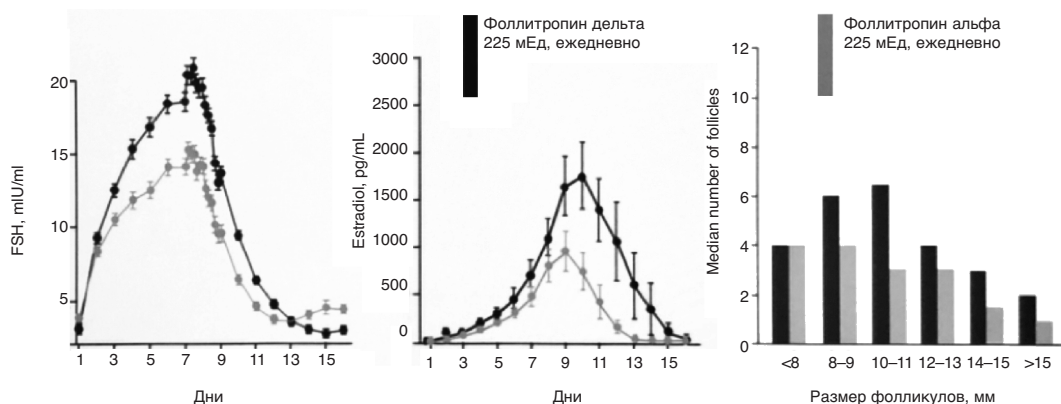 Фоллитропин дельта
225 мЕд, ежедневно
Фоллитропин альфа
225 мЕд, ежедневно
FSH, mIU/ml
20
15
10
5
1 3 5 7 9 11 13 15
Дни
Estradiol, pg/mL
3000
2500
2000
1500
1000
500
0
1 3 5 7 9 11 13 15
Дни
Median number of follicles
12
10
8
6
4
2
0
<8 8–9 10–11 12–13 14–15 >15
Размер фолликулов, мм